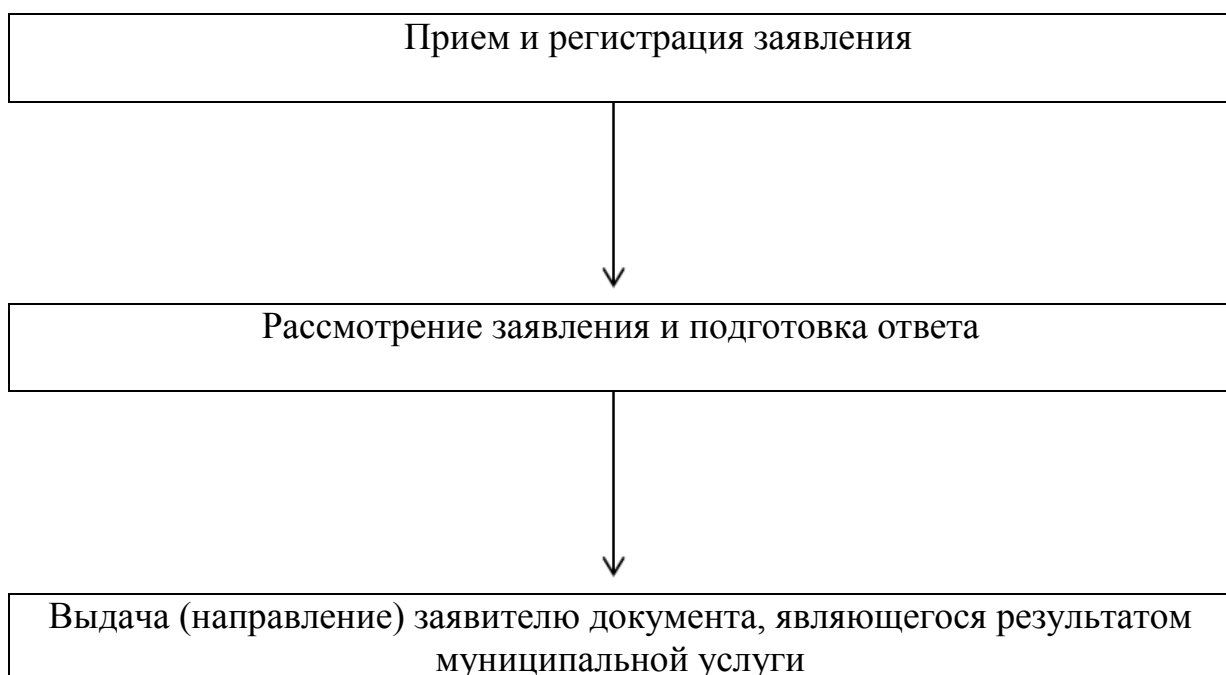 Прием и регистрация заявления
Рассмотрение заявления и подготовка ответа
Выдача (направление) заявителю документа, являющегося результатом
муниципальной услуги